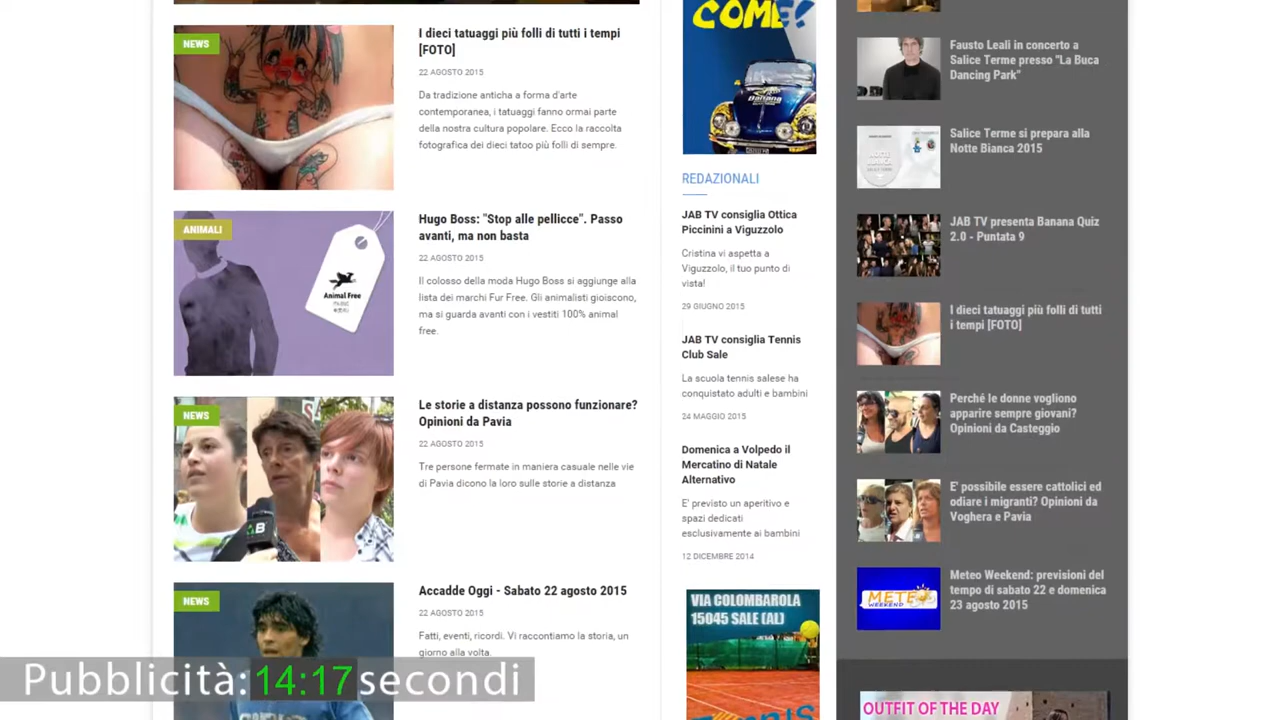 COME?
NEWS
I dieci tatuaggi più folli di tutti i tempi
[FOTO]
22 AGOSTO 2015
Da tradizione antica a forma d'arte
contemporanea, i tatuaggi fanno ormai parte
della nostra cultura popolare. Ecco la raccolta
fotografica dei dieci tatoo più folli di sempre.
ANIMALI
Animal Free
Hugo Boss: "Stop alle pellicce". Passo
avanti, ma non basta
22 AGOSTO 2015
Il colosso della moda Hugo Boss si aggiunge alla
lista dei marchi Fur Free. Gli animalisti gioiscono,
ma si guarda avanti con i vestiti 100% animal
free.
NEWS
Le storie a distanza possono funzionare?
Opinioni da Pavia
22 AGOSTO 2015
Tre persone fermate in maniera casuale nelle vie
di Pavia dicono la loro sulle storie a distanza
NEWS
Accadde Oggi - Sabato 22 agosto 2015
22 AGOSTO 2015
Fatti, eventi, ricordi. Vi raccontiamo la storia, un
giorno alla volta.
REDAZIONALI
JAB TV consiglia Ottica
Piccinini a Viguzzolo
Cristina vi aspetta a
Viguzzolo, il tuo punto di
vista!
29 GIUGNO 2015
JAB TV consiglia Tennis
Club Sale
La scuola tennis salese ha
conquistato adulti e bambini
24 MAGGIO 2015
Domenica a Volpedo il
Mercatino di Natale
Alternativo
E' previsto un aperitivo e
spazi dedicati
esclusivamente ai bambini
12 DICEMBRE 2014
VIA COLOMBAROLA
15045 SALE (AL)
Tennis
Fausto Leali in concerto a
Salice Terme presso "La Buca
Dancing Park"
Salice Terme si prepara alla
Notte Bianca 2015
JAB TV presenta Banana Quiz
2.0 - Puntata 9
I dieci tatuaggi più folli di tutti
i tempi [FOTO]
Perché le donne vogliono
apparire sempre giovani?
Opinioni da Casteggio
E' possibile essere cattolici ed
odiare i migranti? Opinioni da
Voghera e Pavia
METEO
WEEKEND
Meteo Weekend: previsioni del
tempo di sabato 22 e domenica
23 agosto 2015
OUTFIT OF THE DAY
Pubblicità: 14:17 secondi